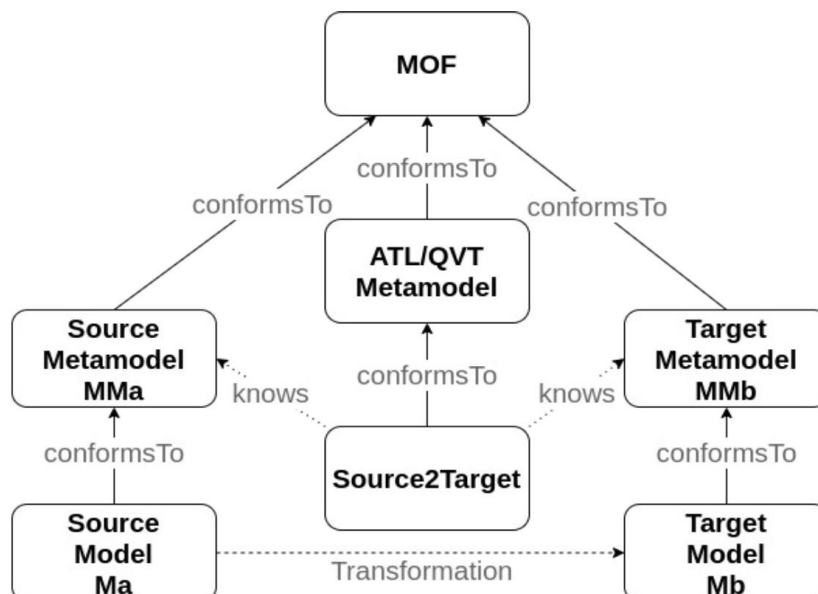 MOF
conformsTo
conformsTo
conformsTo
ATL/QVT
Metamodel
Source
Metamodel
MMa
Target
Metamodel
MMb
conformsTo
knows
knows
conformsTo
conformsTo
Source2Target
Source
Model
Ma
Target
Model
Mb
Transformation